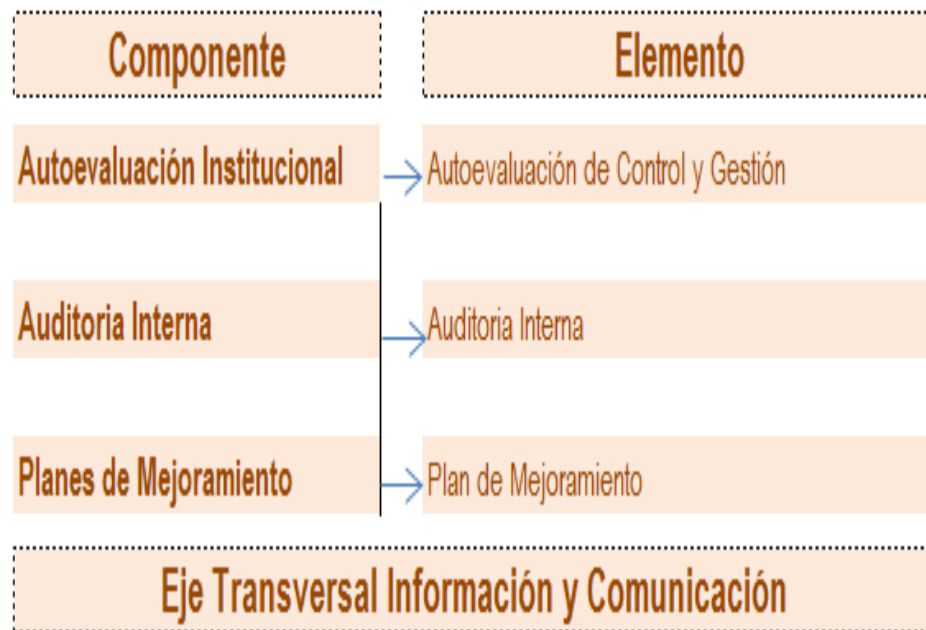 Componente Elemento
Autoevaluación Institucional Autoevaluación de Control y Gestión
Auditoria Interna Auditoria Interna
Planes de Mejoramiento Plan de Mejoramiento
Eje Transversal Información y Comunicación